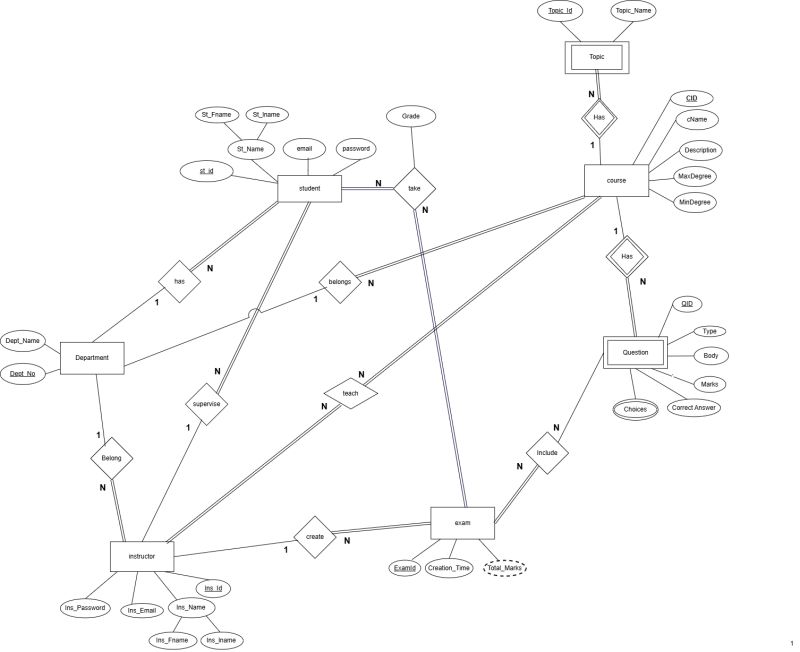 Topic_Id
Topic_Name
Topic
N
Has
1
CID
cName
Description
MaxDegree
MinDegree
course
St_Fname
St_lname
St_Name
email
password
st_id
student
Grade
N
take
N
1
Has
N
has
N
1
belongs
1
N
Dept_Name
Dept_No
Department
QID
Type
Body
Marks
Correct Answer
Choices
Question
N
supervise
1
N
teach
N
1
Belong
N
N
Include
N
exam
ExamId
Creation_Time
Total_Marks
create
1
N
instructor
Ins_Id
Ins_Password
Ins_Email
Ins_Name
Ins_Fname
Ins_lname
1